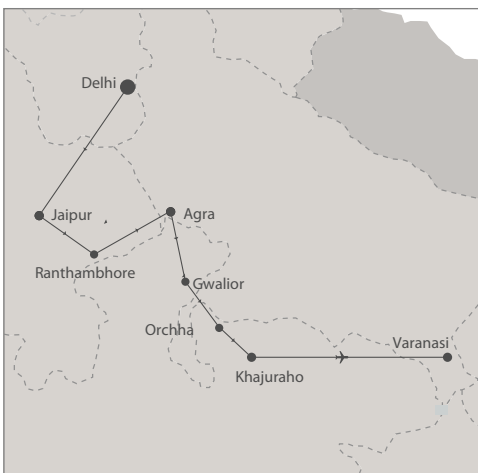 Delhi
Jaipur
Agra
Ranthambhore
Gwalior
Orchha
Varanasi
Khajuraho